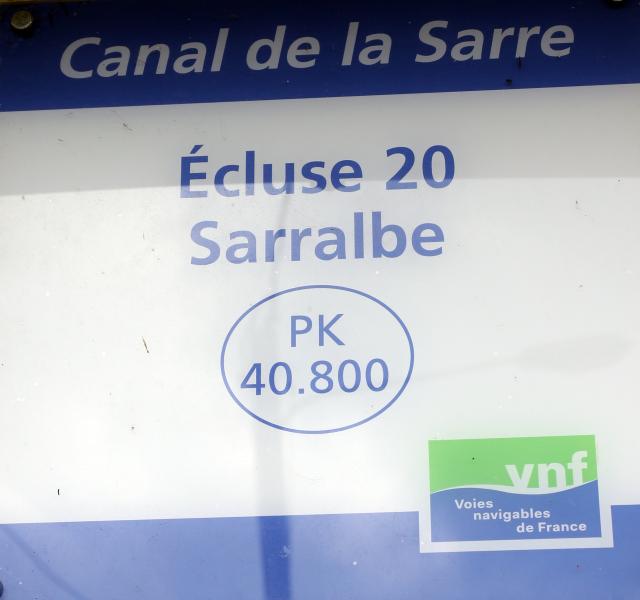 Canal de la Sarre
Écluse 20
Sarralbe
PK
40.800
vnf
Voies
navigables
de France